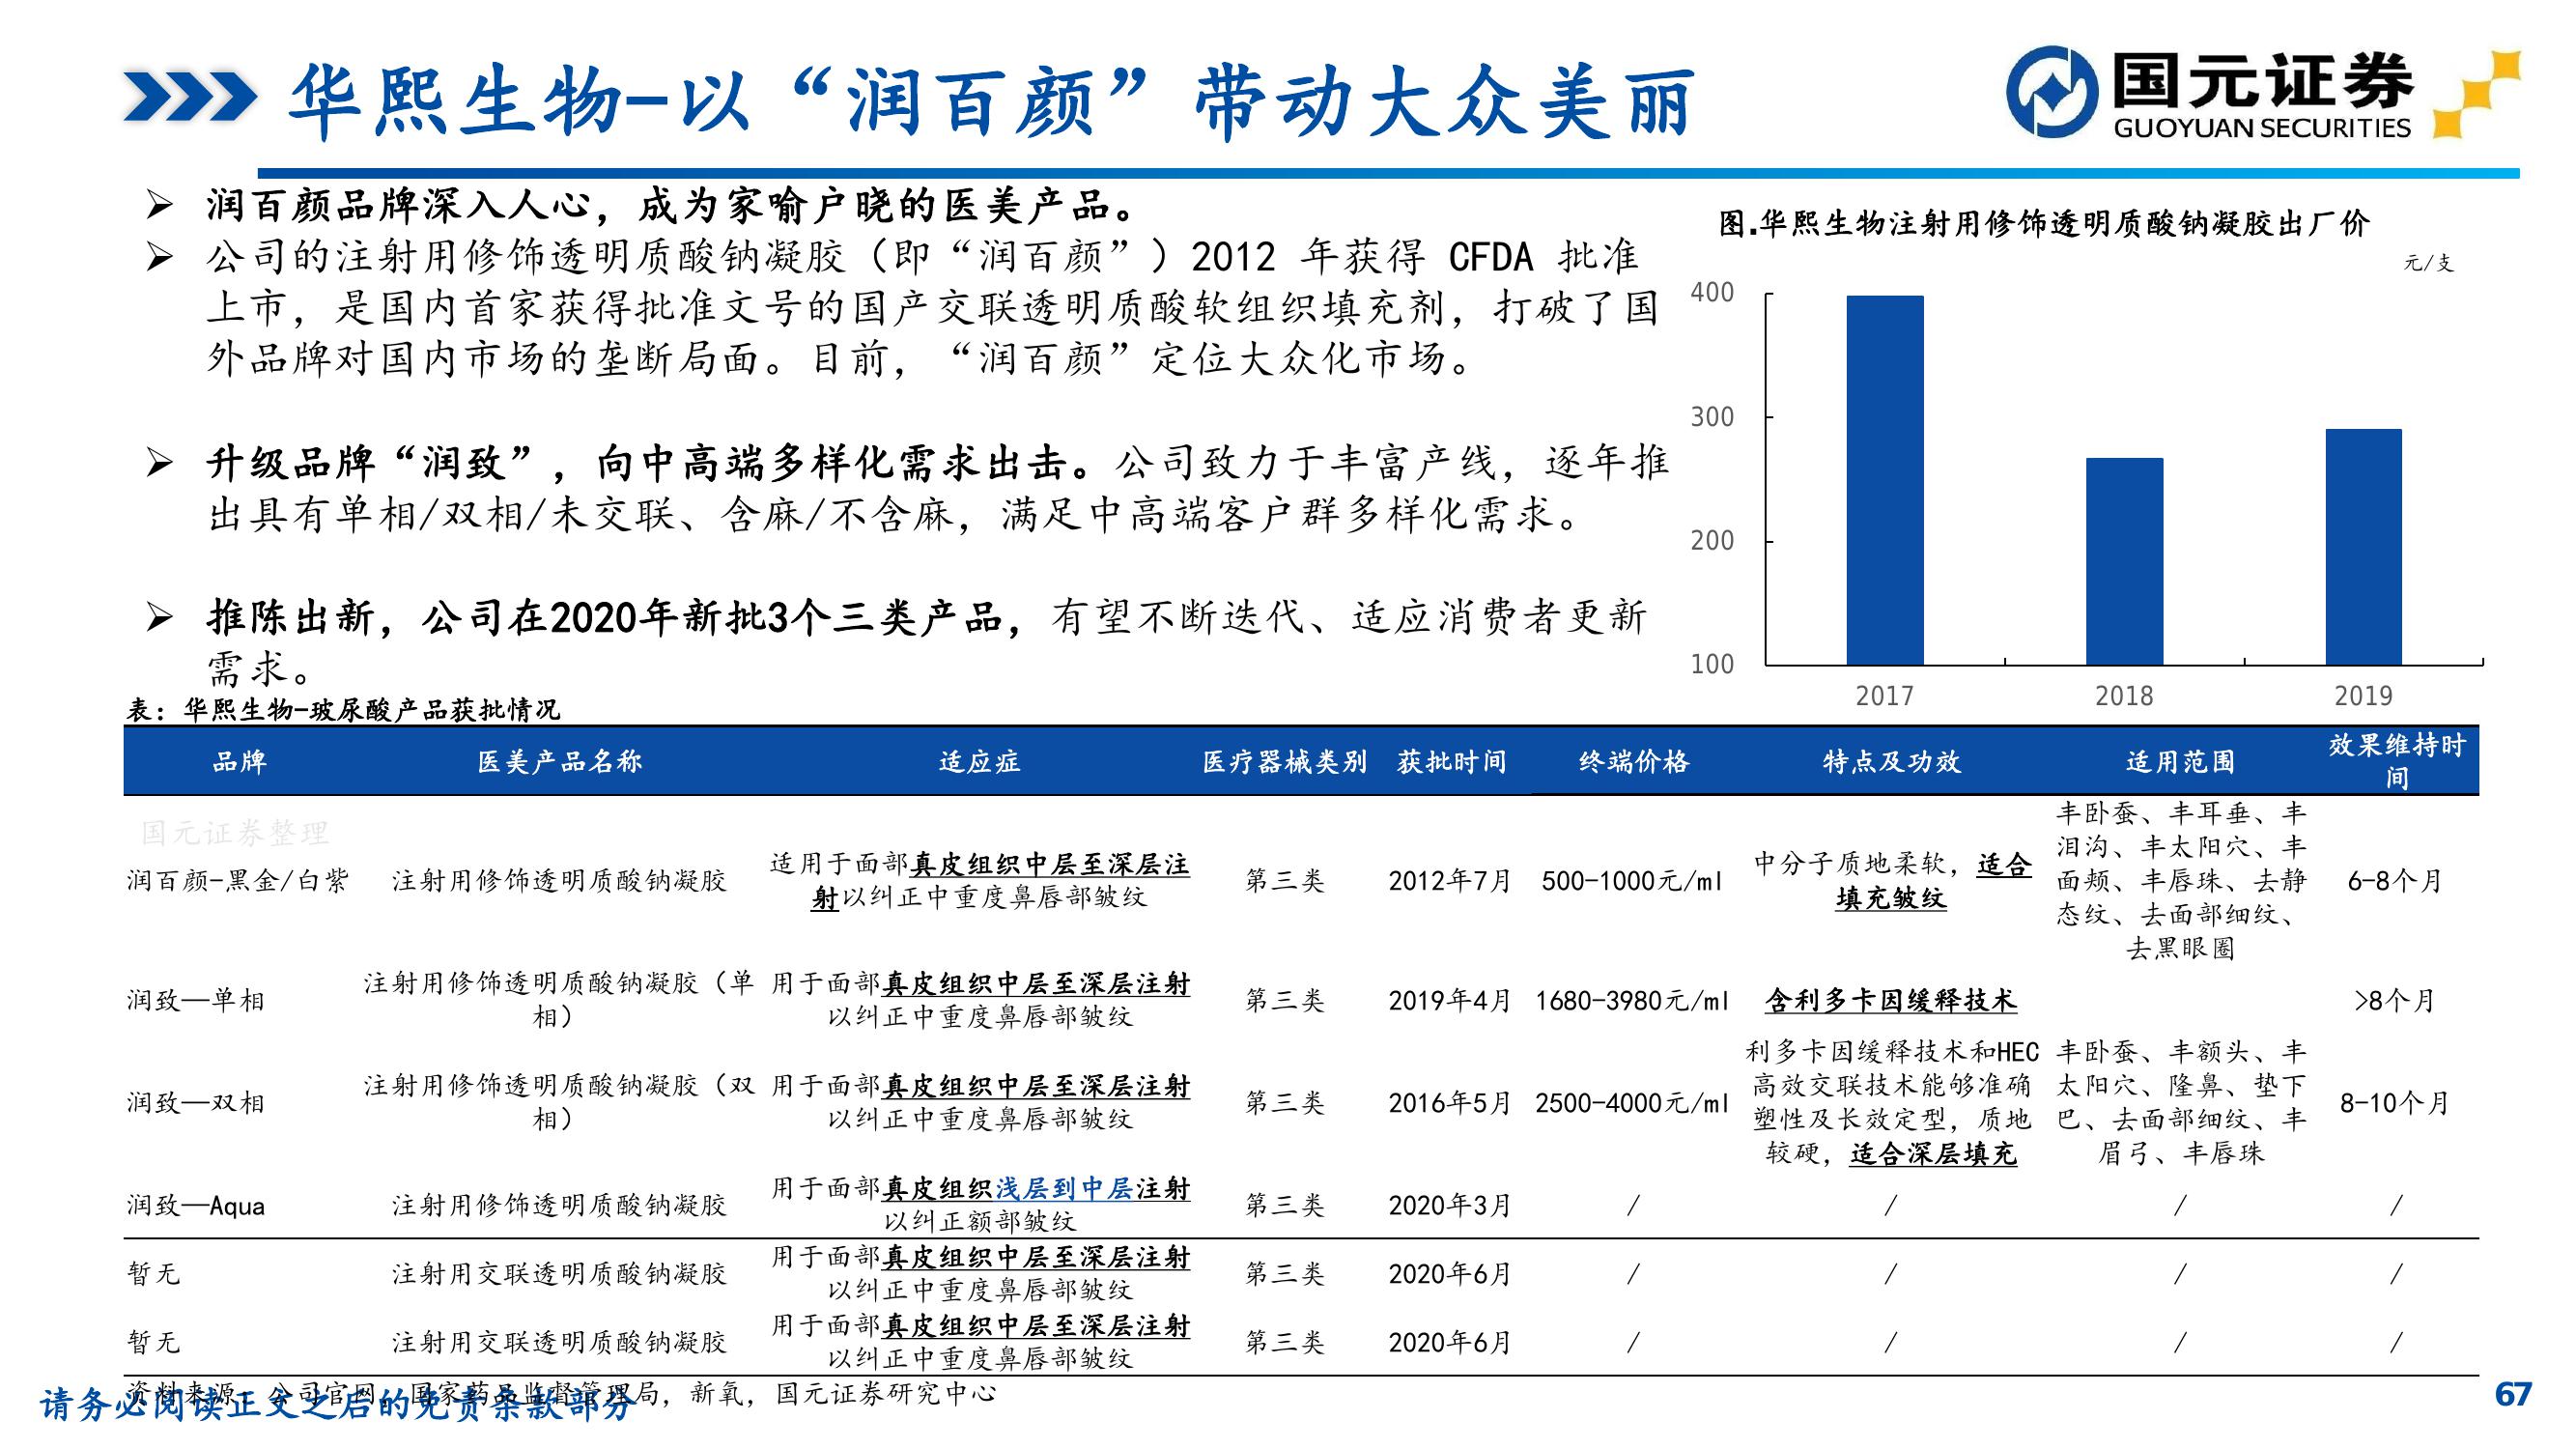 华熙生物-以“润百颜”带动大众美丽
国元证券
GUOYUAN SECURITIES
润百颜品牌深入人心，成为家喻户晓的医美产品。
公司的注射用修饰透明质酸钠凝胶（即“润百颜”）2012 年获得 CFDA 批准
上市，是国内首家获得批准文号的国产交联透明质酸软组织填充剂，打破了国
外品牌对国内市场的垄断局面。目前，“润百颜”定位大众化市场。
升级品牌“润致”，向中高端多样化需求出击。公司致力于丰富产线，逐年推
出具有单相/双相/未交联、含麻/不含麻，满足中高端客户群多样化需求。
推陈出新，公司在2020年新批3个三类产品，有望不断迭代、适应消费者更新
需求。
图.华熙生物注射用修饰透明质酸钠凝胶出厂价
元/支
400
300
200
100
2017 2018 2019
表：华熙生物-玻尿酸产品获批情况
品牌 医美产品名称 适应症 医疗器械类别 获批时间 终端价格 特点及功效 适用范围 效果维持时
间
国元证券整理
润百颜-黑金/白紫
注射用修饰透明质酸钠凝胶
适用于面部真皮组织中层至深层注
射以纠正中重度鼻唇部皱纹
第三类
2012年7月
500-1000元/ml
中分子质地柔软，适合
填充皱纹
丰卧蚕、丰耳垂、丰
泪沟、丰太阳穴、丰
面颊、丰唇珠、去静
态纹、去面部细纹、
去黑眼圈
6-8个月
润致—单相
注射用修饰透明质酸钠凝胶（单
相）
用于面部真皮组织中层至深层注射
以纠正中重度鼻唇部皱纹
第三类
2019年4月
1680-3980元/ml
含利多卡因缓释技术
>8个月
润致—双相
注射用修饰透明质酸钠凝胶（双
相）
用于面部真皮组织中层至深层注射
以纠正中重度鼻唇部皱纹
第三类
2016年5月
2500-4000元/ml
利多卡因缓释技术和HEC
高效交联技术能够准确
塑性及长效定型，质地
较硬，适合深层填充
丰卧蚕、丰额头、丰
太阳穴、隆鼻、垫下
巴、去面部细纹、丰
眉弓、丰唇珠
8-10个月
润致—Aqua
注射用修饰透明质酸钠凝胶
用于面部真皮组织浅层到中层注射
以纠正额部皱纹
第三类
2020年3月
/
/
/
/
暂无
注射用交联透明质酸钠凝胶
用于面部真皮组织中层至深层注射
以纠正中重度鼻唇部皱纹
第三类
2020年6月
/
/
/
/
暂无
注射用交联透明质酸钠凝胶
用于面部真皮组织中层至深层注射
以纠正中重度鼻唇部皱纹
第三类
2020年6月
/
/
/
/
资料来源：公司官网，国家药品监督管理局，新氧，国元证券研究中心
请务必阅读正文之后的免责条款部分
67